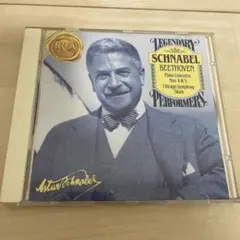 RCA
LEGENDARY
SCHNABEL
BEETHOVEN
Piano Concertos
Nos. 4 & 5
Chicago Symphony
Stock
PERFORMERS
Artur Schnabel